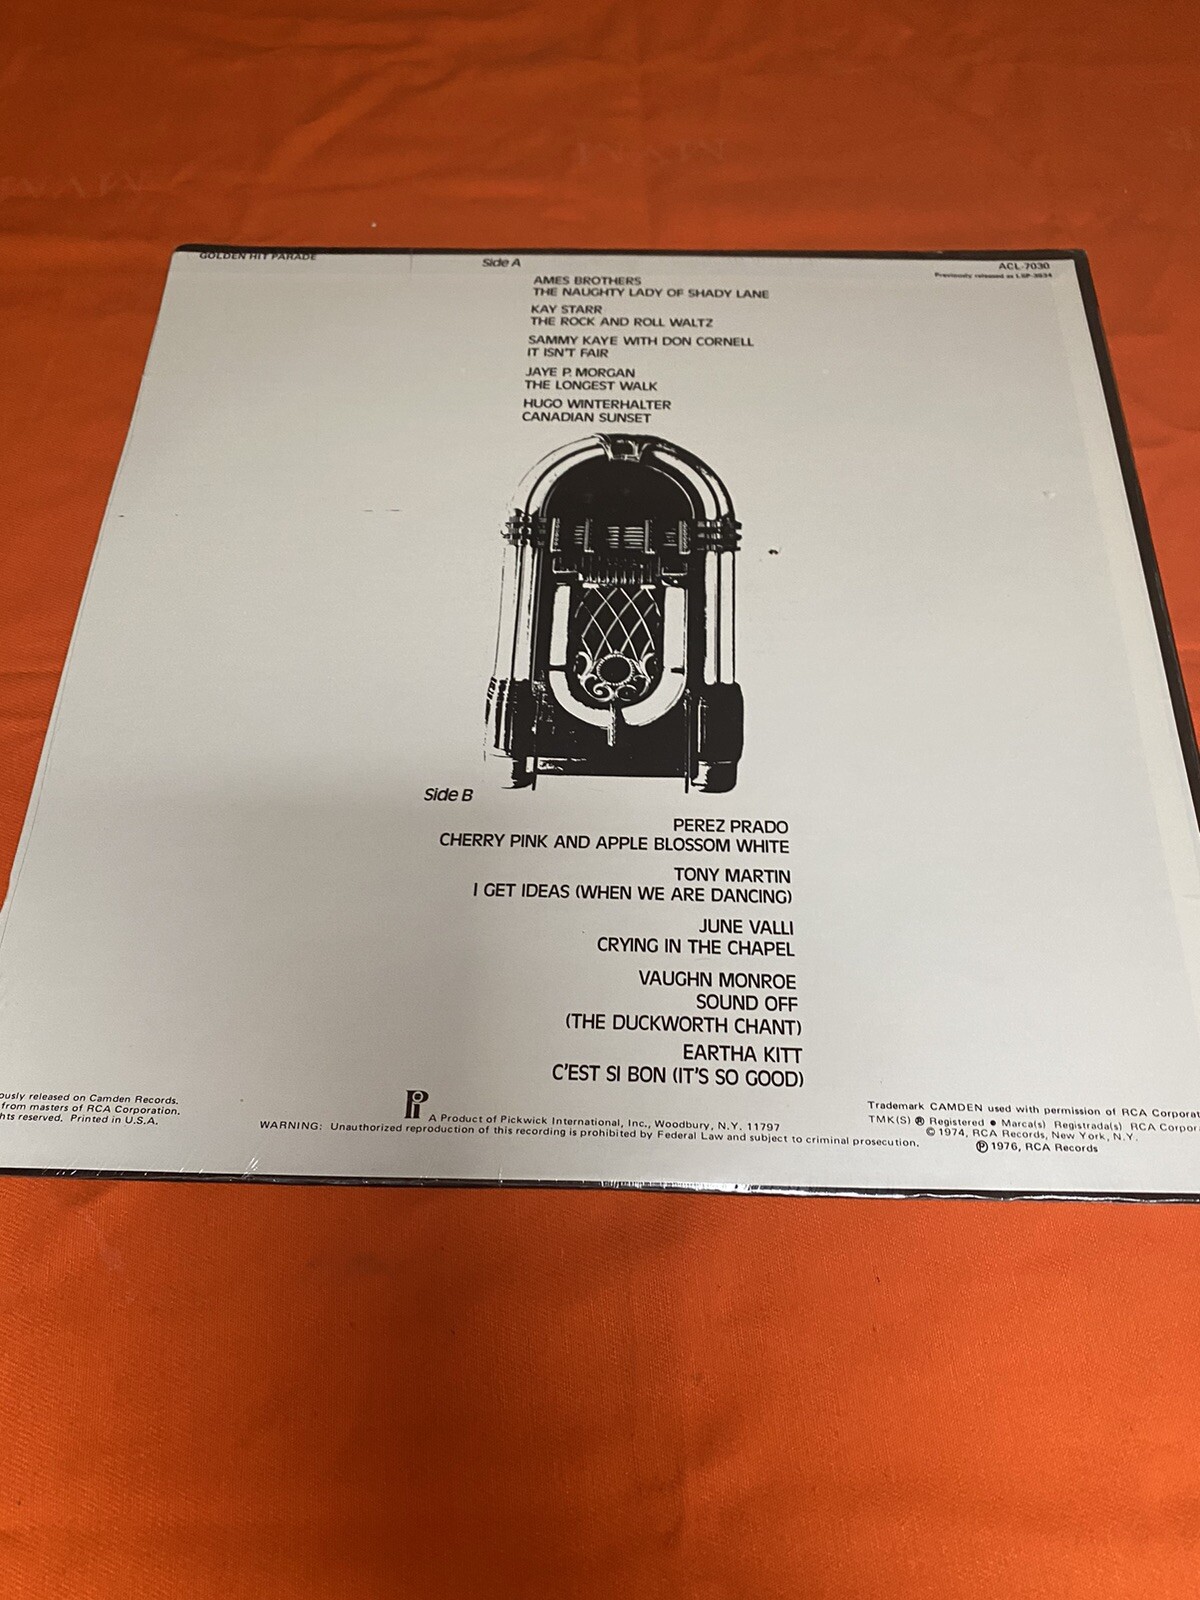 GOLDEN HIT PARADE
Side A
ACL-7030
Previously released as LSP-3634
AMES BROTHERS
THE NAUGHTY LADY OF SHADY LANE
KAY STARR
THE ROCK AND ROLL WALTZ
SAMMY KAYE WITH DON CORNELL
IT ISN'T FAIR
JAYE P. MORGAN
THE LONGEST WALK
HUGO WINTERHALTER
CANADIAN SUNSET
Side B
PEREZ PRADO
CHERRY PINK AND APPLE BLOSSOM WHITE
TONY MARTIN
I GET IDEAS (WHEN WE ARE DANCING)
JUNE VALLI
CRYING IN THE CHAPEL
VAUGHN MONROE
SOUND OFF
(THE DUCKWORTH CHANT)
EARTHA KITT
C'EST SI BON (IT'S SO GOOD)
ously released on Camden Records.
from masters of RCA Corporation.
hts reserved. Printed in U.S.A.
Pi A Product of Pickwick International, Inc., Woodbury, N.Y. 11797
WARNING: Unauthorized reproduction of this recording is prohibited by Federal Law and subject to criminal prosecution.
Trademark CAMDEN used with permission of RCA Corporat
TMK(S) ® Registered • Marca(s) Registrada(s) RCA Corpor
© 1974, RCA Records, New York, N.Y.
℗ 1976, RCA Records